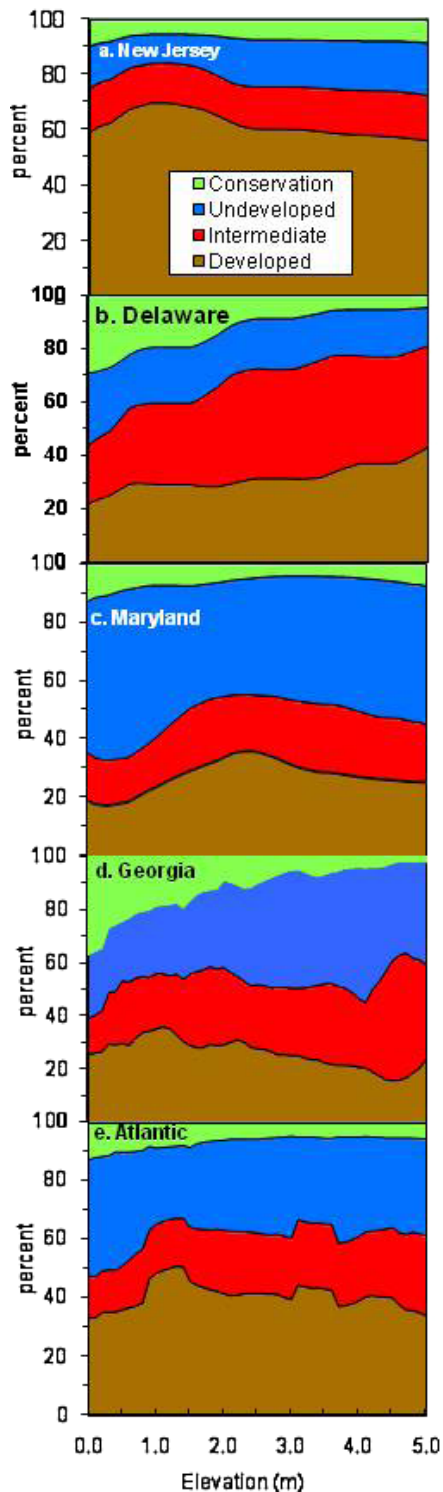 100
a. New Jersey
80
60
40
20
percent
Conservation
Undeveloped
Intermediate
Developed
100
b. Delaware
80
60
40
20
percent
100
c. Maryland
80
60
40
20
percent
100
d. Georgia
80
60
40
20
percent
100
e. Atlantic
80
60
40
20
0
percent
0.0 1.0 2.0 3.0 4.0 5.0
Elevation (m)